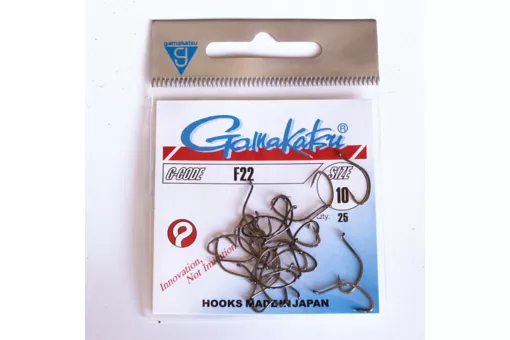 gamakatsu
Gamakatsu®
G-CODE F22 SIZE
10
Qty. 25
Innovation,
Not Imitation
HOOKS MADE IN JAPAN